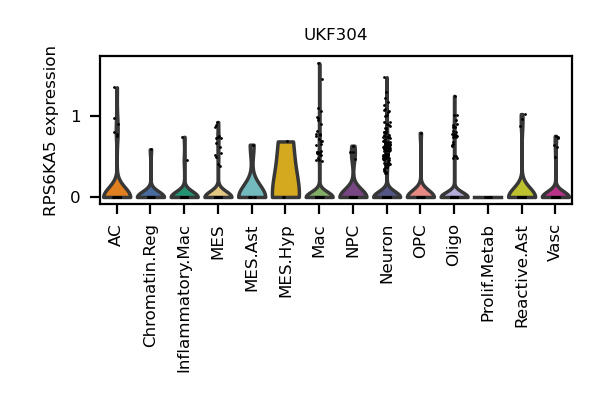 UKF304
RPS6KA5 expression
1
0
AC
Chromatin.Reg
Inflammatory.Mac
MES
MES.Ast
MES.Hyp
Mac
NPC
Neuron
OPC
Oligo
Prolif.Metab
Reactive.Ast
Vasc